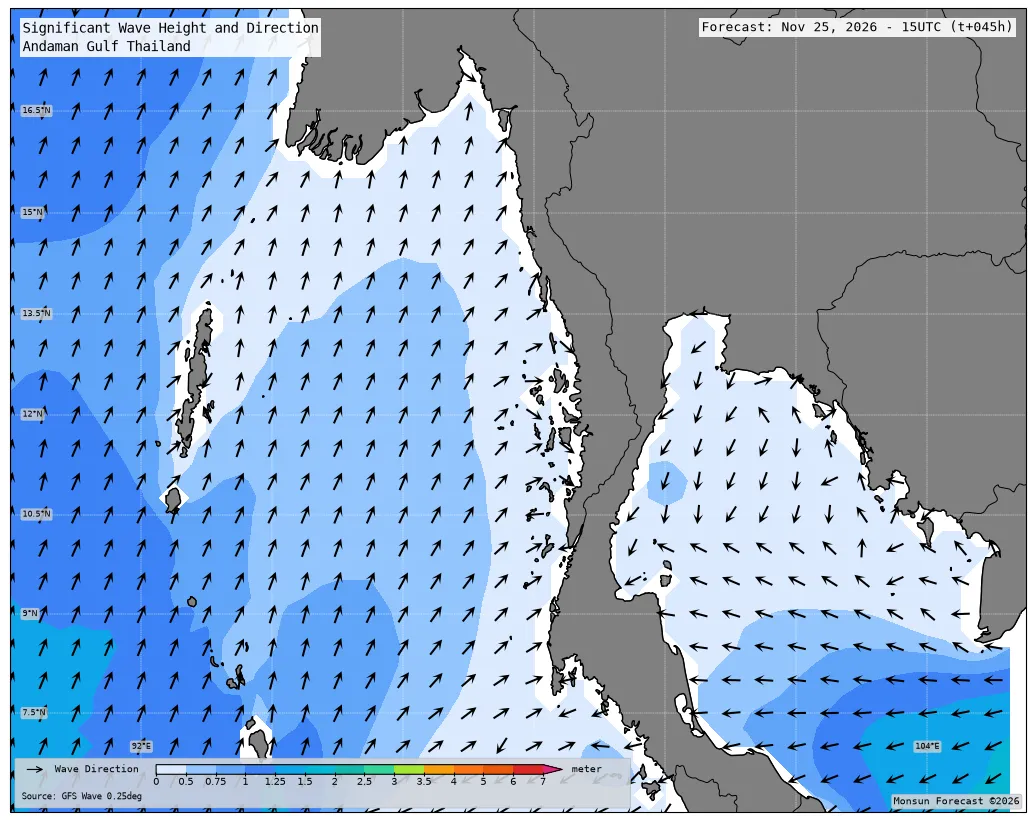 Significant Wave Height and Direction
Andaman Gulf Thailand
Forecast: Nov 25, 2026 - 15UTC (t+045h)
16.5°N
15°N
13.5°N
12°N
10.5°N
9°N
7.5°N
92°E
104°E
Wave Direction
meter
0.5 0.75 1 1.25 1.5 2 2.5 3 3.5 4 5 6 7
Source: GFS Wave 0.25deg
Monsun Forecast ©2026